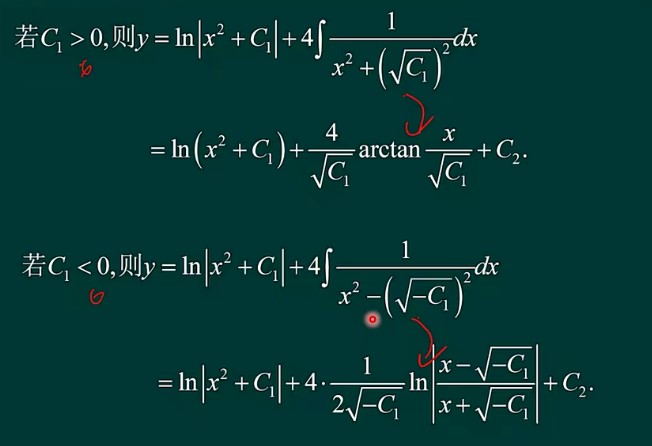 若C₁ > 0,则y = ln|x² + C₁| + 4∫ 1/(x² + (√C₁)²) dx
= ln(x² + C₁) + 4/√C₁ arctan x/√C₁ + C₂.
若C₁ < 0,则y = ln|x² + C₁| + 4∫ 1/(x² − (√−C₁)²) dx
= ln|x² + C₁| + 4· 1/(2√−C₁) ln|(x − √−C₁)/(x + √−C₁)| + C₂.